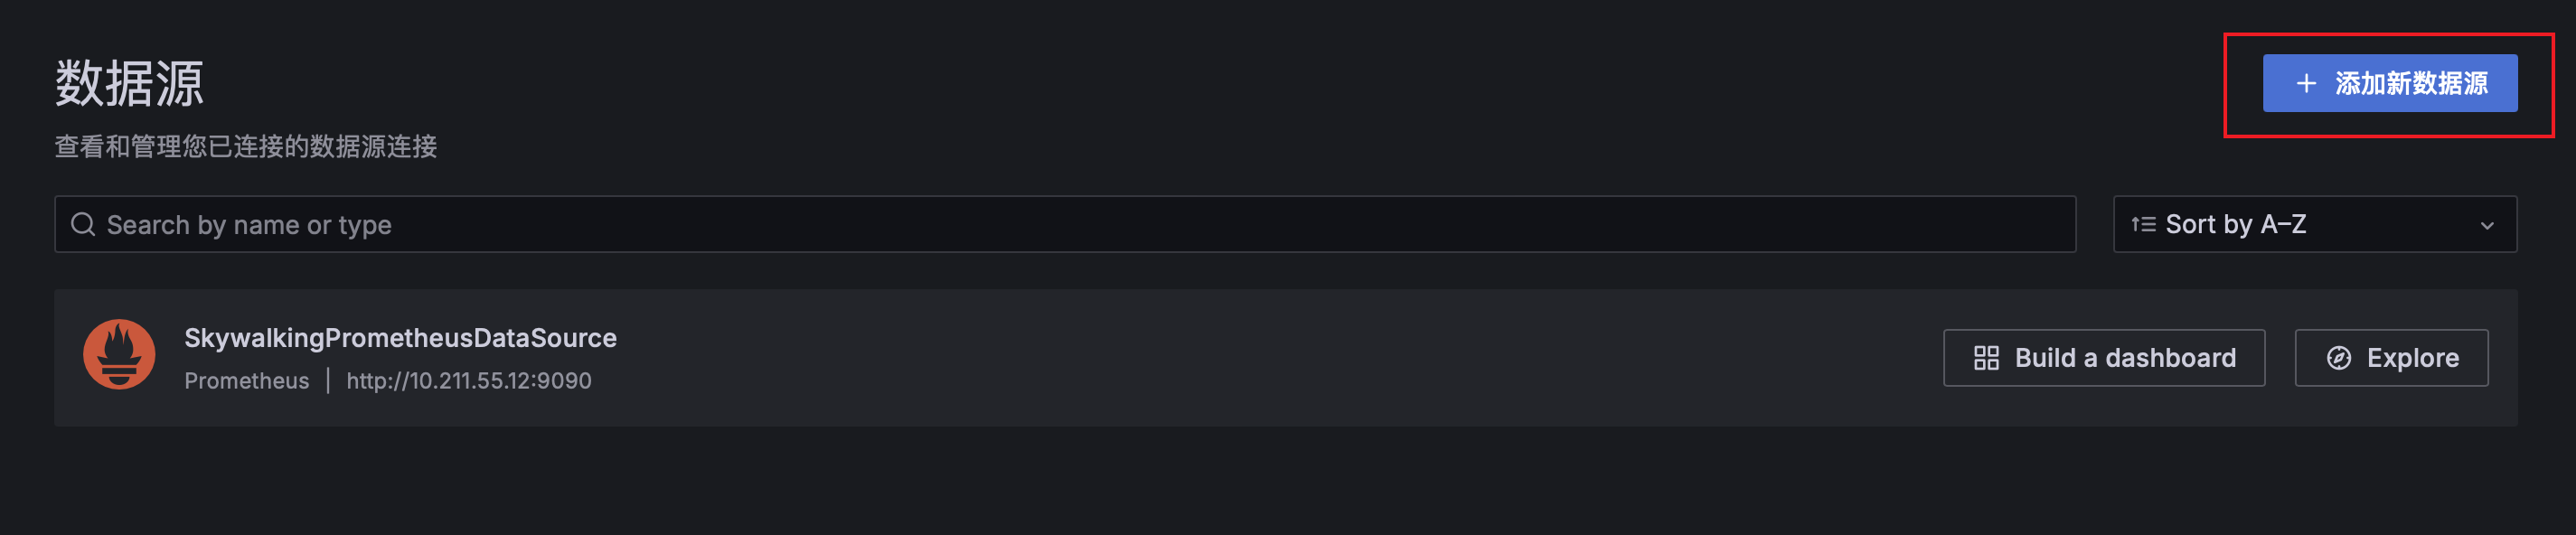 数据源
添加新数据源
查看和管理您已连接的数据源连接
Search by name or type
Sort by A–Z
SkywalkingPrometheusDataSource
Prometheus | http://10.211.55.12:9090
Build a dashboard
Explore